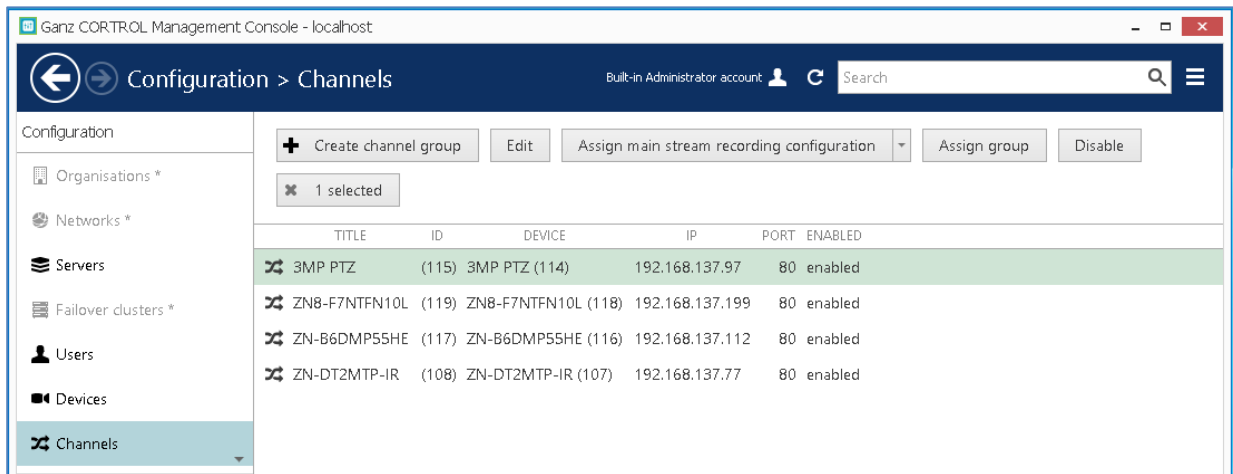 Ganz CORTROL Management Console - localhost
Configuration > Channels
Built-in Administrator account
Search
Configuration
Organisations *
Networks *
Servers
Failover clusters *
Users
Devices
Channels
Create channel group
Edit
Assign main stream recording configuration
Assign group
Disable
1 selected
TITLE ID DEVICE IP PORT ENABLED
3MP PTZ (115) 3MP PTZ (114) 192.168.137.97 80 enabled
ZN8-F7NTFN10L (119) ZN8-F7NTFN10L (118) 192.168.137.199 80 enabled
ZN-B6DMP55HE (117) ZN-B6DMP55HE (116) 192.168.137.112 80 enabled
ZN-DT2MTP-IR (108) ZN-DT2MTP-IR (107) 192.168.137.77 80 enabled